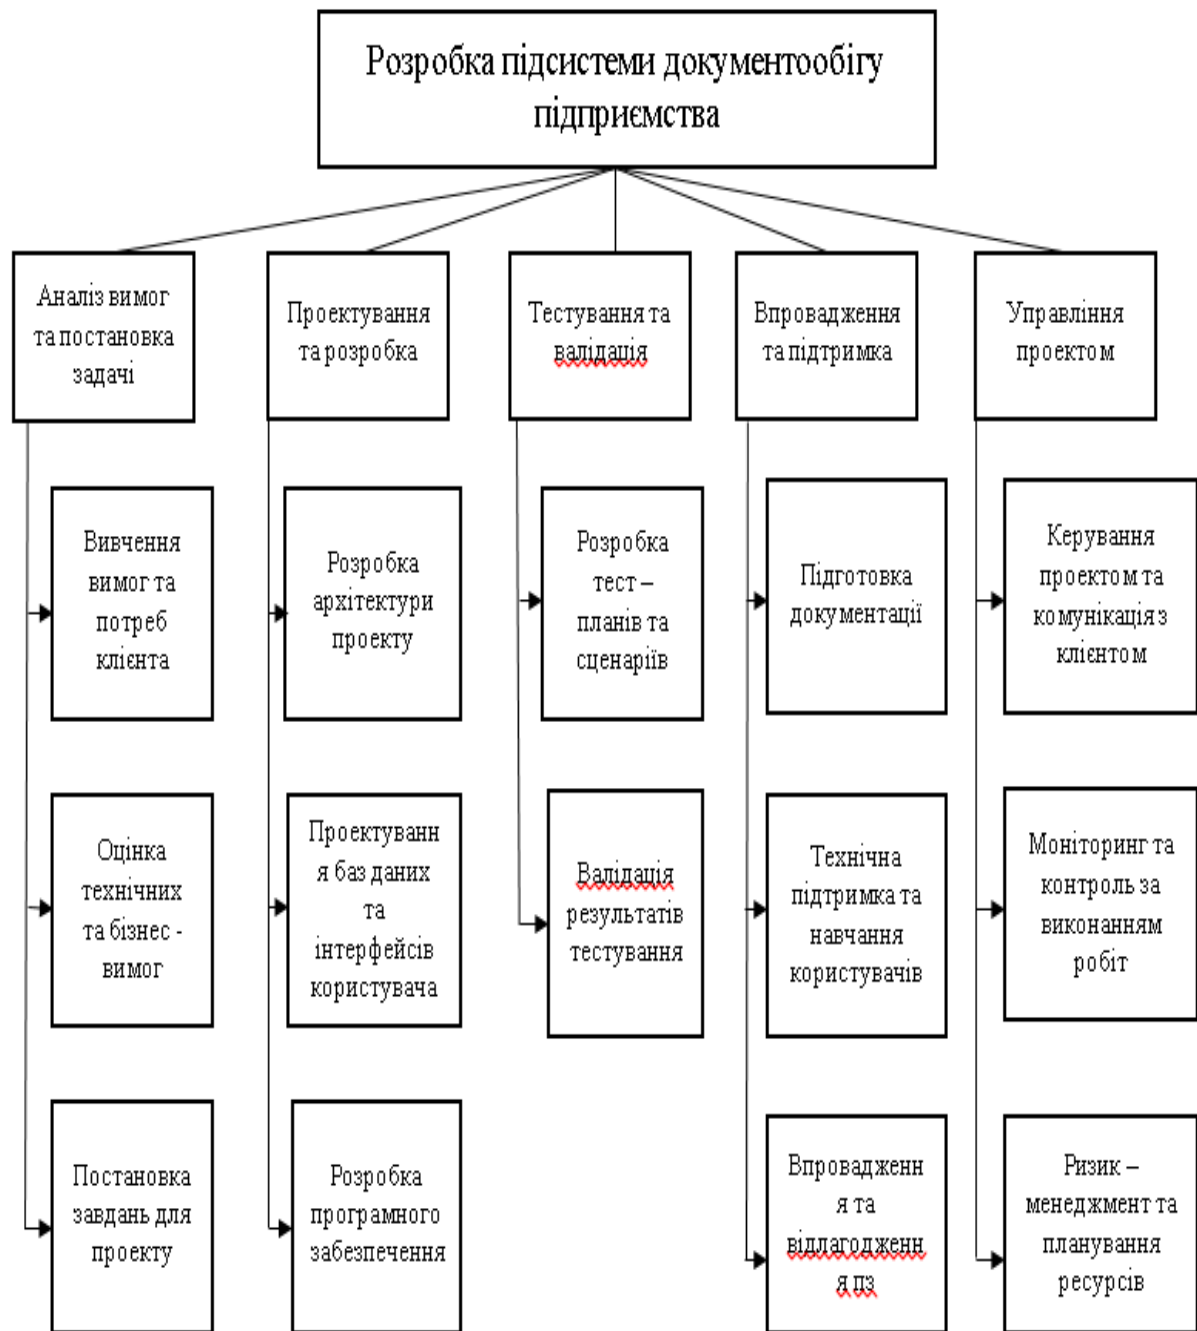 Розробка підсистеми документообігу
підприємства
Аналіз вимог
та постановка
задачі
Проектування
та розробка
Тестування та
валідація
Впровадження
та підтримка
Управління
проектом
Вивчення
вимог та
потреб
клієнта
Розробка
архітектури
проекту
Розробка
тест –
планів та
сценаріїв
Підготовка
документації
Керування
проектом та
комунікація з
клієнтом
Оцінка
технічних
та бізнес -
вимог
Проектуванн
я баз даних
та
інтерфейсів
користувача
Валідація
результатів
тестування
Технічна
підтримка та
навчання
користувачів
Моніторинг та
контроль за
виконанням
робіт
Постановка
завдань для
проекту
Розробка
програмного
забезпечення
Впровадженн
я та
відлагодженн
я пз
Ризик –
менеджмент та
планування
ресурсів